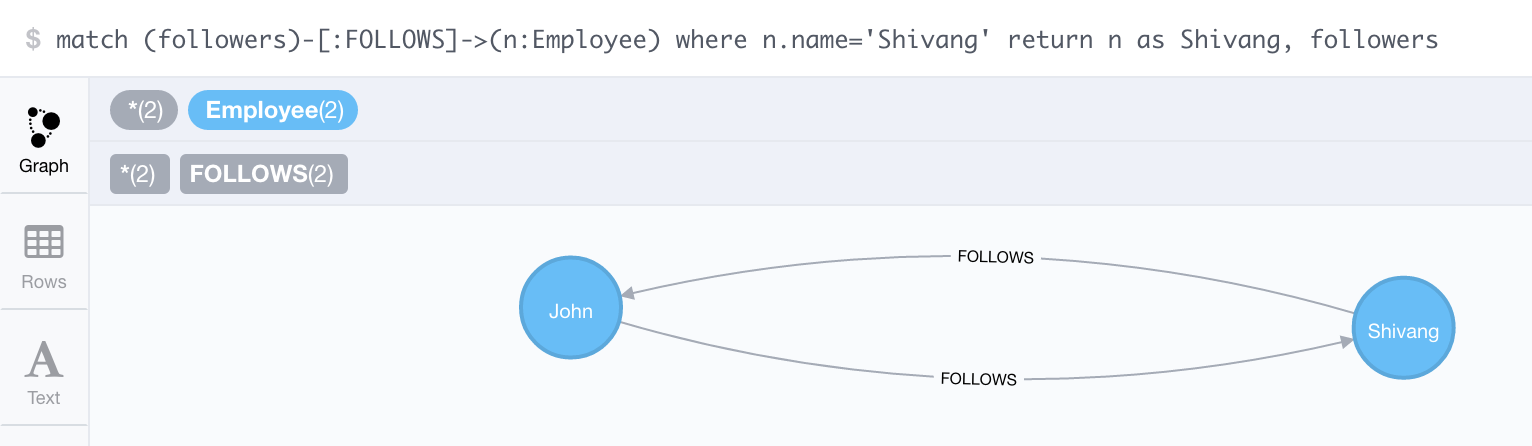 $ match (followers)-[:FOLLOWS]->(n:Employee) where n.name='Shivang' return n as Shivang, followers
*(2) Employee(2)
Graph
*(2) FOLLOWS(2)
Rows
FOLLOWS
John
Shivang
FOLLOWS
A
Text